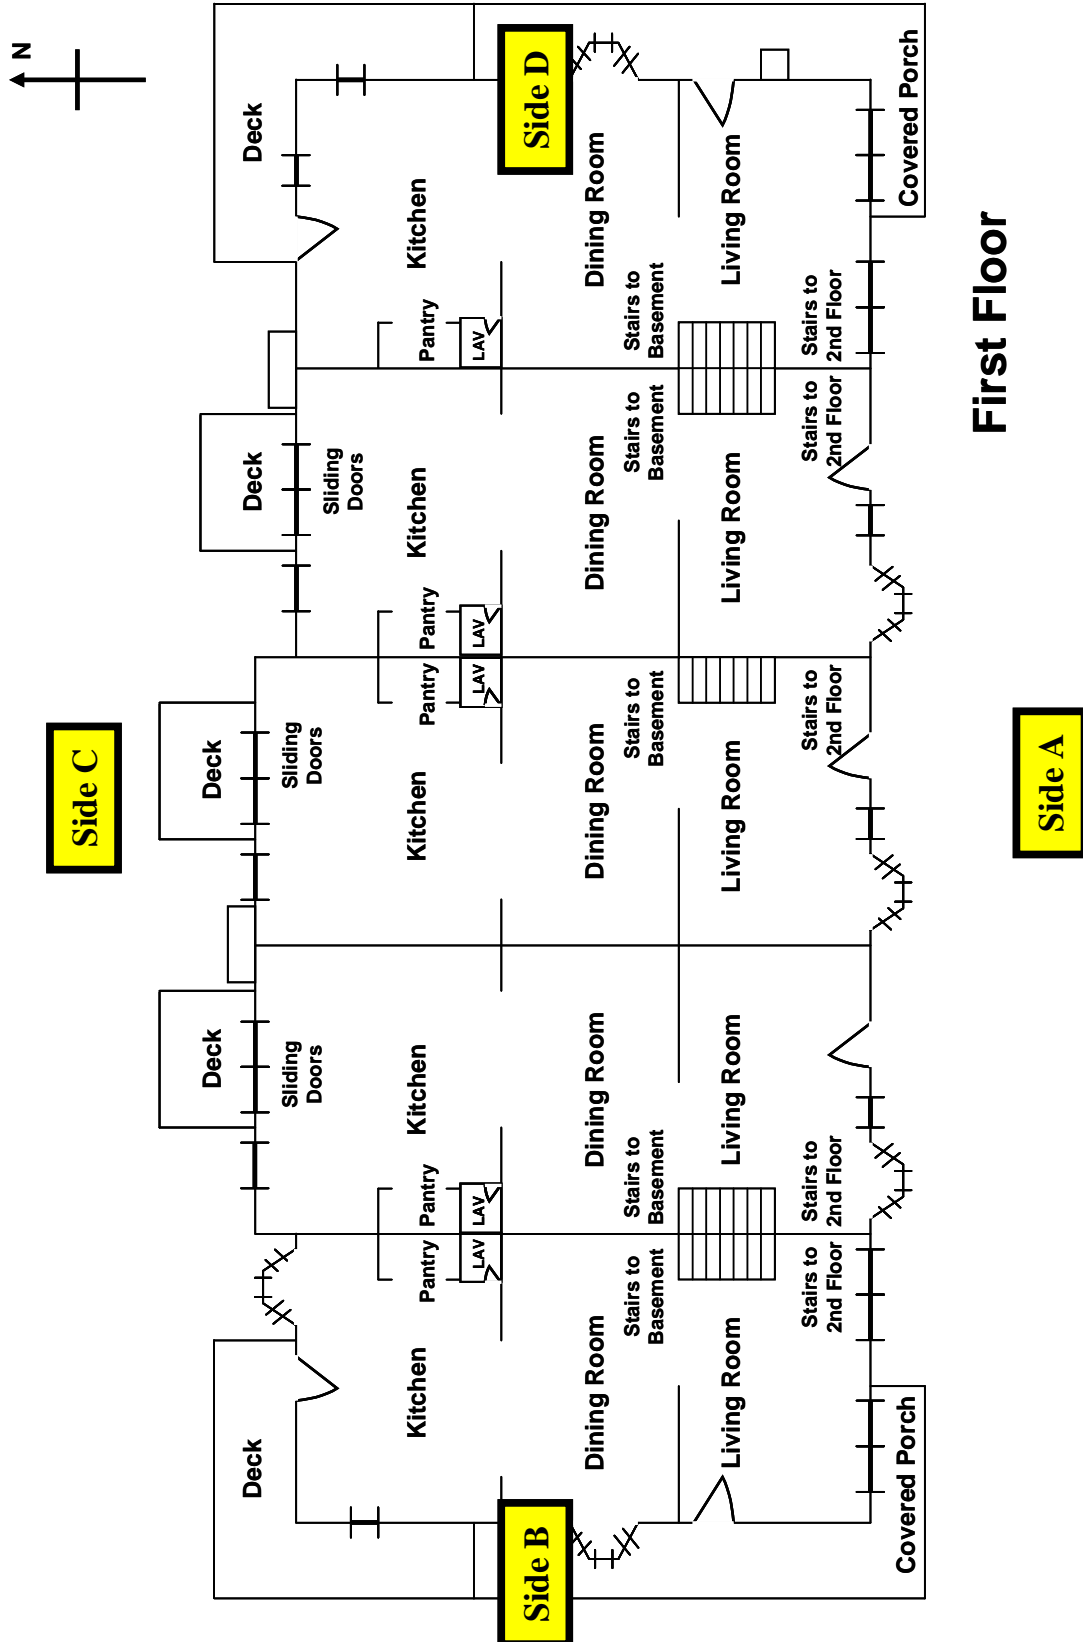 N
Side C
Deck
Deck
Deck
Deck
Deck
Sliding
Doors
Sliding
Doors
Sliding
Doors
Kitchen
Kitchen
Kitchen
Kitchen
Kitchen
Pantry
Pantry
Pantry
Pantry
Pantry
LAV
LAV
LAV
LAV
LAV
Side B
Side D
Dining Room
Dining Room
Dining Room
Dining Room
Dining Room
Stairs to
Basement
Stairs to
Basement
Stairs to
Basement
Stairs to
Basement
Stairs to
Basement
Living Room
Living Room
Living Room
Living Room
Living Room
Stairs to
2nd Floor
Stairs to
2nd Floor
Stairs to
2nd Floor
Stairs to
2nd Floor
Stairs to
2nd Floor
Covered Porch
Covered Porch
First Floor
Side A